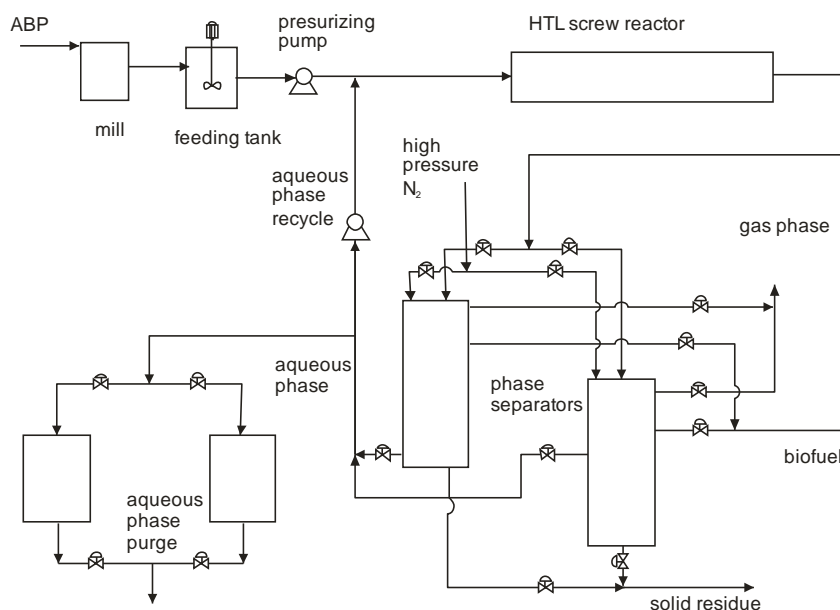 ABP
mill
feeding tank
presurizing
pump
HTL screw reactor
aqueous
phase
recycle
high
pressure
N₂
gas phase
aqueous
phase
phase
separators
biofuel
aqueous
phase
purge
solid residue